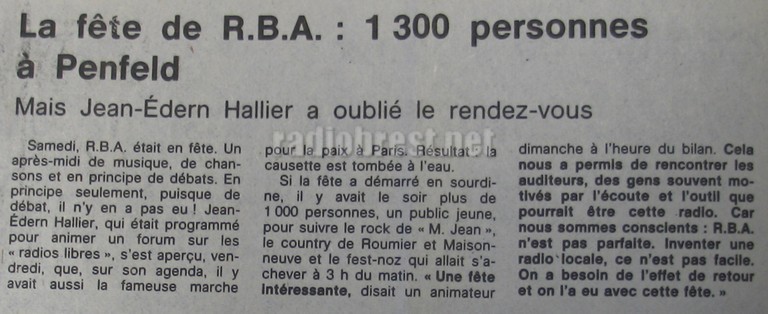 La fête de R.B.A. : 1 300 personnes
à Penfeld
Mais Jean-Édern Hallier a oublié le rendez-vous
radiobrest.net
Samedi, R.B.A. était en fête. Un
après-midi de musique, de chan-
sons et en principe de débats. En
principe seulement, puisque de
débat, il n'y en a pas eu ! Jean-
Édern Hallier, qui était programmé
pour animer un forum sur les
« radios libres », s'est aperçu, ven-
dredi, que, sur son agenda, il y
avait aussi la fameuse marche
pour la paix à Paris. Résultat : la
causette est tombée à l'eau.
Si la fête a démarré en sourdi-
ne, il y avait le soir plus de
1 000 personnes, un public jeune,
pour suivre le rock de « M. Jean »,
le country de Roumier et Maison-
neuve et le fest-noz qui allait s'a-
chever à 3 h du matin. « Une fête
intéressante, disait un animateur
dimanche à l'heure du bilan. Cela
nous a permis de rencontrer les
auditeurs, des gens souvent mo-
tivés par l'écoute et l'outil que
pourrait être cette radio. Car
nous sommes conscients : R.B.A.
n'est pas parfaite. Inventer une
radio locale, ce n'est pas facile.
On a besoin de l'effet de retour
et on l'a eu avec cette fête. »